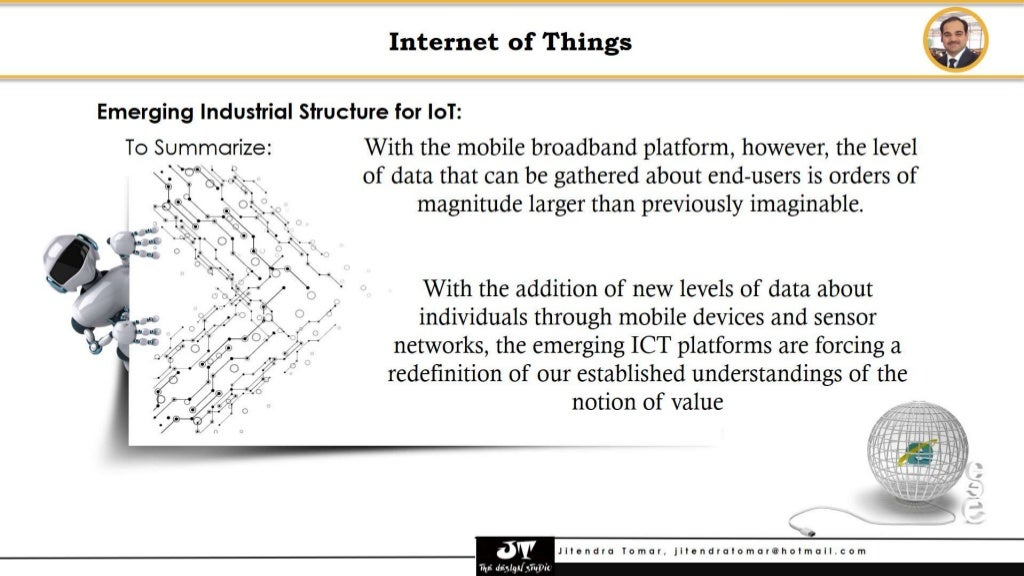 Internet of Things
Emerging Industrial Structure for IoT:
To Summarize:
With the mobile broadband platform, however, the level
of data that can be gathered about end-users is orders of
magnitude larger than previously imaginable.
With the addition of new levels of data about
individuals through mobile devices and sensor
networks, the emerging ICT platforms are forcing a
redefinition of our established understandings of the
notion of value
JT
The Design Studio
Jitendra Tomar, jitendratomar@hotmail.com